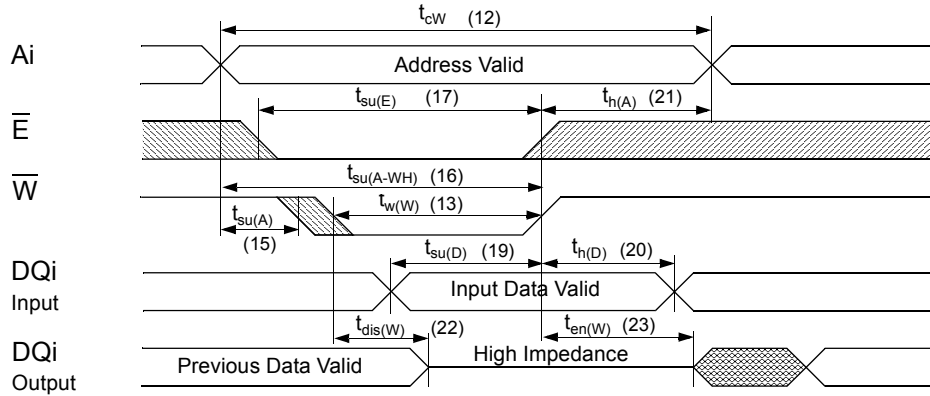 t_cW (12)
Ai
Address Valid
t_su(E) (17)
t_h(A) (21)
E̅
t_su(A-WH) (16)
W̅
t_su(A)
(15)
t_w(W) (13)
t_su(D) (19)
t_h(D) (20)
DQi
Input
Input Data Valid
t_dis(W) (22)
t_en(W) (23)
DQi
Output
Previous Data Valid
High Impedance